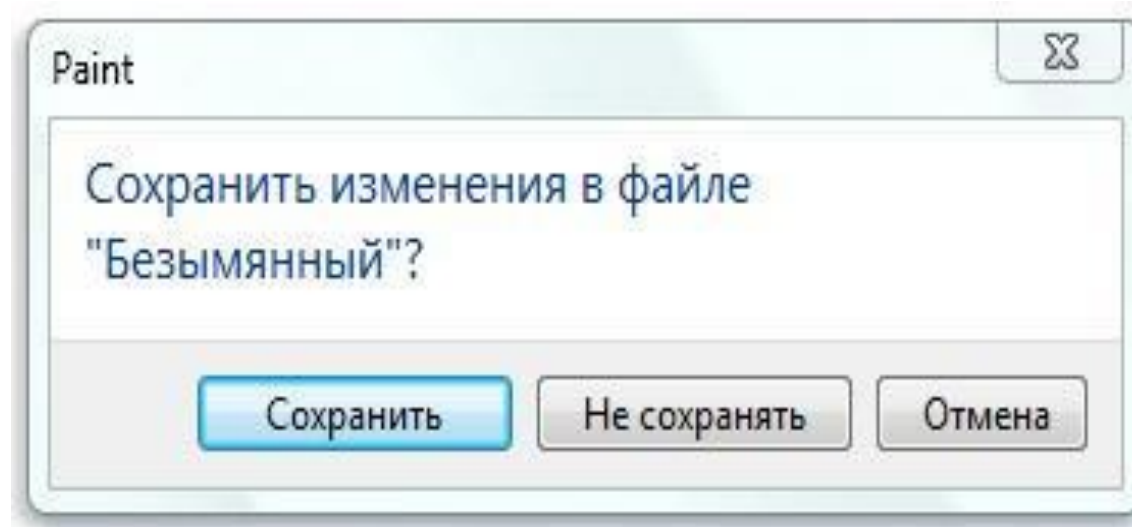 Paint
Сохранить изменения в файле
"Безымянный"?
Сохранить
Не сохранять
Отмена